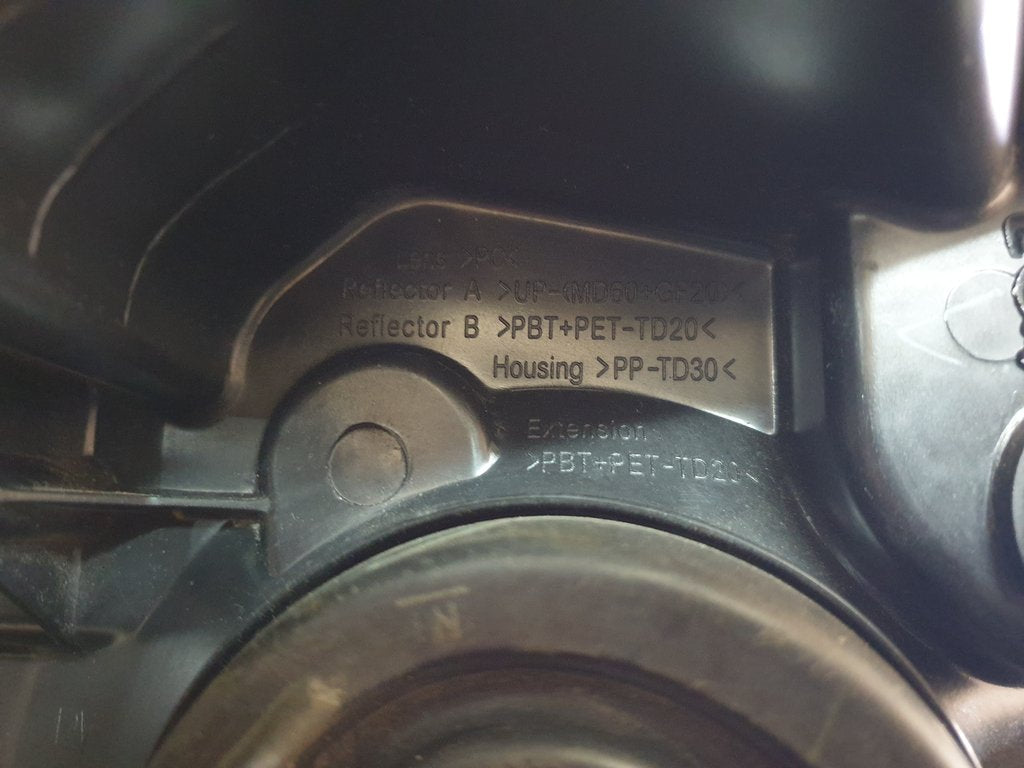 Lens >PC<
Reflector A >UP-(MD60+GF20)<
Reflector B >PBT+PET-TD20<
Housing >PP-TD30<
Extension
>PBT+PET-TD20<